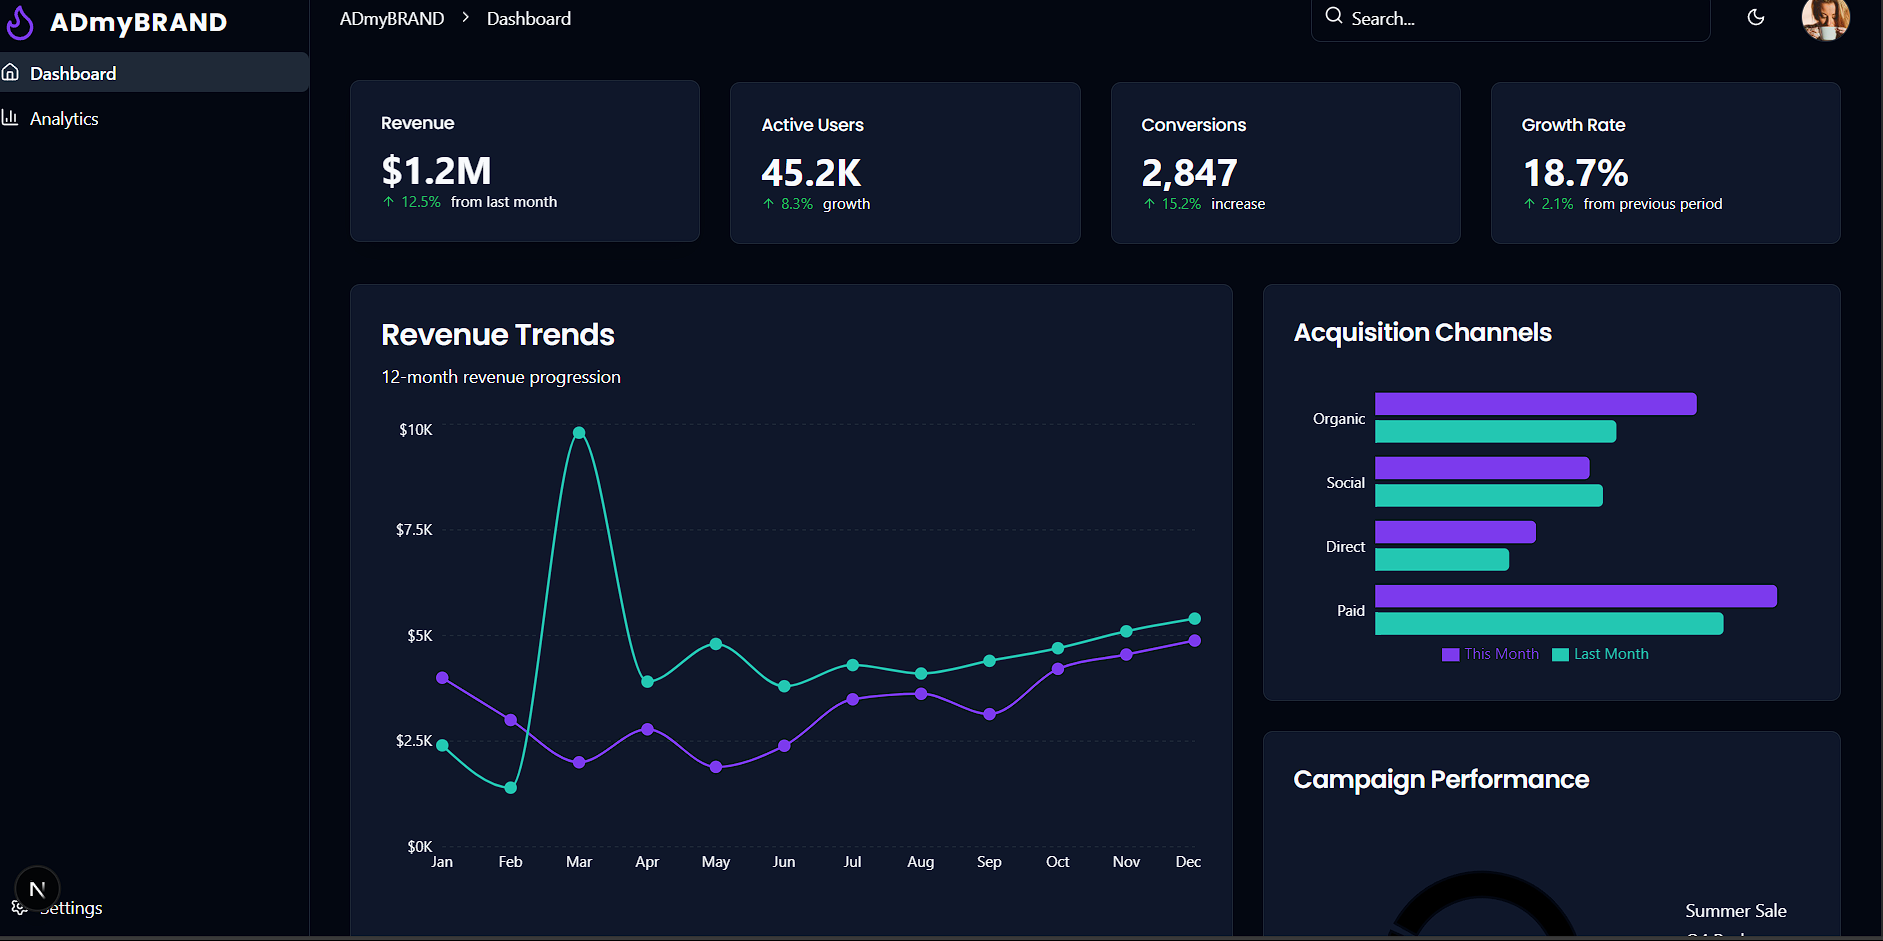 ADmyBRAND
Dashboard
Analytics
N
ettings
ADmyBRAND > Dashboard
Search...
Revenue
$1.2M
↑ 12.5% from last month
Active Users
45.2K
↑ 8.3% growth
Conversions
2,847
↑ 15.2% increase
Growth Rate
18.7%
↑ 2.1% from previous period
Revenue Trends
12-month revenue progression
$10K
$7.5K
$5K
$2.5K
$0K
Jan Feb Mar Apr May Jun Jul Aug Sep Oct Nov Dec
Acquisition Channels
Organic
Social
Direct
Paid
This Month Last Month
Campaign Performance
Summer Sale